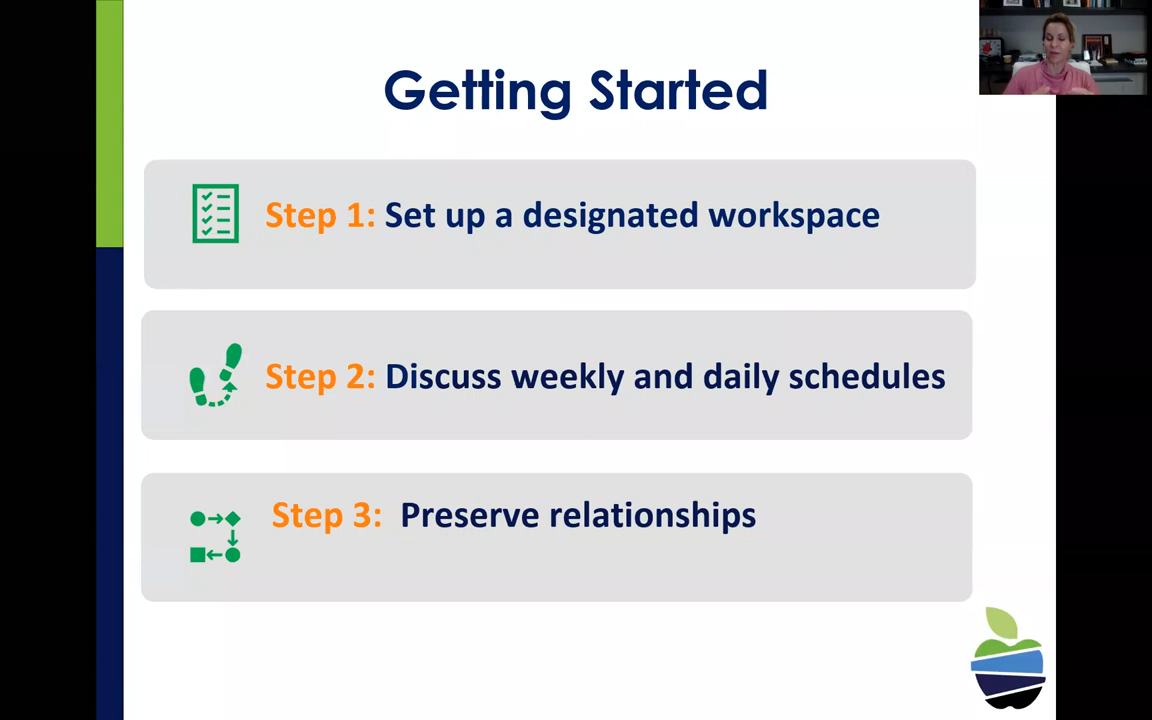 Getting Started
Step 1: Set up a designated workspace
Step 2: Discuss weekly and daily schedules
Step 3: Preserve relationships